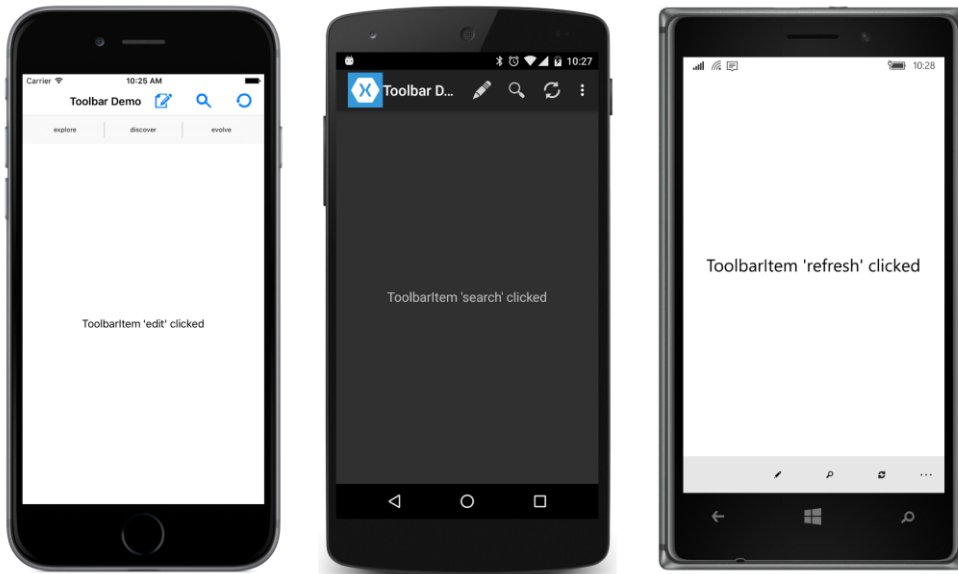 Carrier 10:25 AM
Toolbar Demo
explore discover evolve
ToolbarItem 'edit' clicked
10:27
Toolbar D...
ToolbarItem 'search' clicked
10:28
ToolbarItem 'refresh' clicked